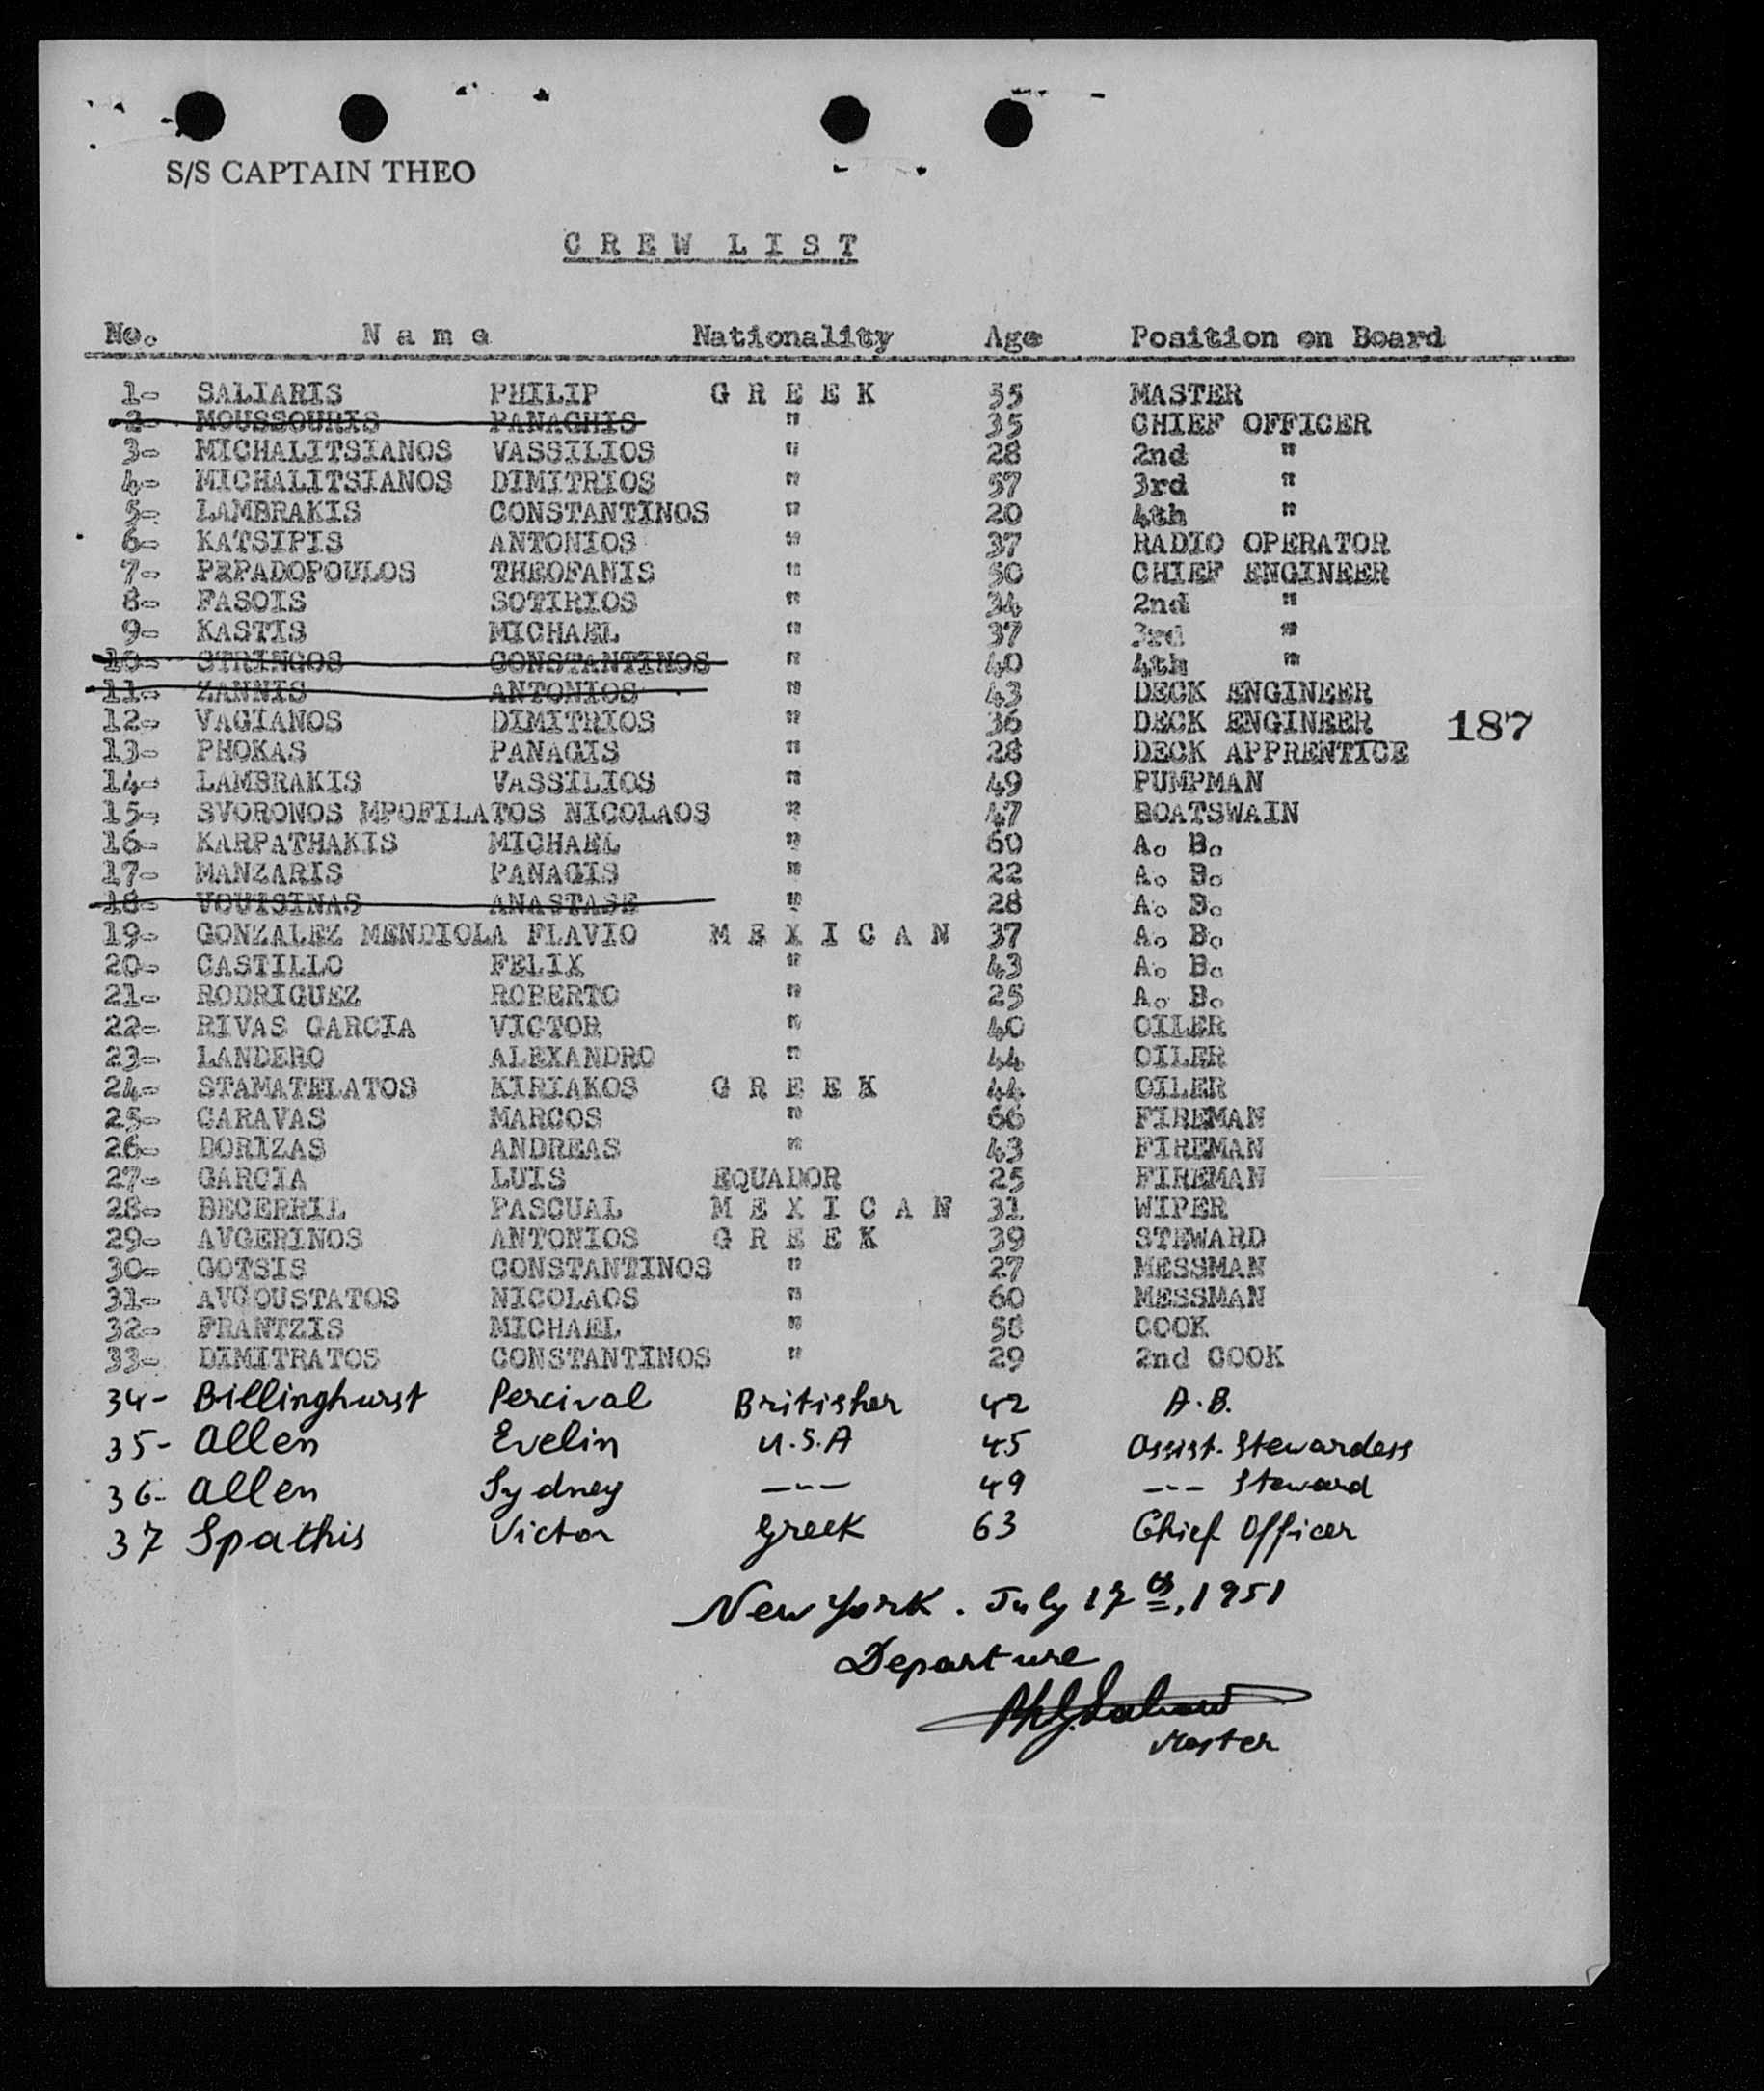 S/S CAPTAIN THEO
C R E W L I S T
No. N a m e Nationality Age Position on Board
1- SALIARIS PHILIP G R E E K 55 MASTER
2- MOUSSOURIS PANAGHIS " 35 CHIEF OFFICER
3- MICHALITSIANOS VASSILIOS " 28 2nd "
4- MICHALITSIANOS DIMITRIOS " 57 3rd "
5- LAMBRAKIS CONSTANTINOS " 20 4th "
6- KATSIPIS ANTONIOS " 37 RADIO OPERATOR
7- PRPADOPOULOS THEOFANIS " 50 CHIEF ENGINEER
8- FASOIS SOTIRIOS " 34 2nd "
9- KASTIS MICHAEL " 37 3rd "
10- STRINGOS CONSTANTINOS " 40 4th "
11- ZANNIS ANTONIOS " 43 DECK ENGINEER
12- VAGIANOS DIMITRIOS " 36 DECK ENGINEER 187
13- PHOKAS PANAGIS " 28 DECK APPRENTICE
14- LAMBRAKIS VASSILIOS " 49 PUMPMAN
15- SVORONOS MPOFILATOS NICOLAOS " 47 BOATSWAIN
16- KARPATHAKIS MICHAEL " 60 A. B.
17- MANZARIS PANAGIS " 22 A. B.
18- VOUTSINAS ANASTASE " 28 A. B.
19- GONZALEZ MENDIOLA FLAVIO M E X I C A N 37 A. B.
20- CASTILLO FELIX " 43 A. B.
21- RODRIGUEZ ROBERTO " 25 A. B.
22- RIVAS GARCIA VICTOR " 40 OILER
23- LANDERO ALEXANDRO " 44 OILER
24- STAMATELATOS KIRIAKOS G R E E K 44 OILER
25- CARAVAS MARCOS " 66 FIREMAN
26- DORIZAS ANDREAS " 43 FIREMAN
27- GARCIA LUIS EQUADOR 25 FIREMAN
28- BECERRIL PASCUAL M E X I C A N 31 WIPER
29- AVGERINOS ANTONIOS G R E E K 39 STEWARD
30- GOTSIS CONSTANTINOS " 27 MESSMAN
31- AVGOUSTATOS NICOLAOS " 60 MESSMAN
32- FRANTZIS MICHAEL " 58 COOK
33- DIMITRATOS CONSTANTINOS " 29 2nd COOK
34- Billinghurst Percival Britisher 42 A.B.
35- Allen Evelin U.S.A 45 Assist. Stewardess
36- Allen Sydney -"- 49 -"- Steward
37 Spathis Victor Greek 63 Chief Officer
New York. July 17th, 1951
Departure
Master